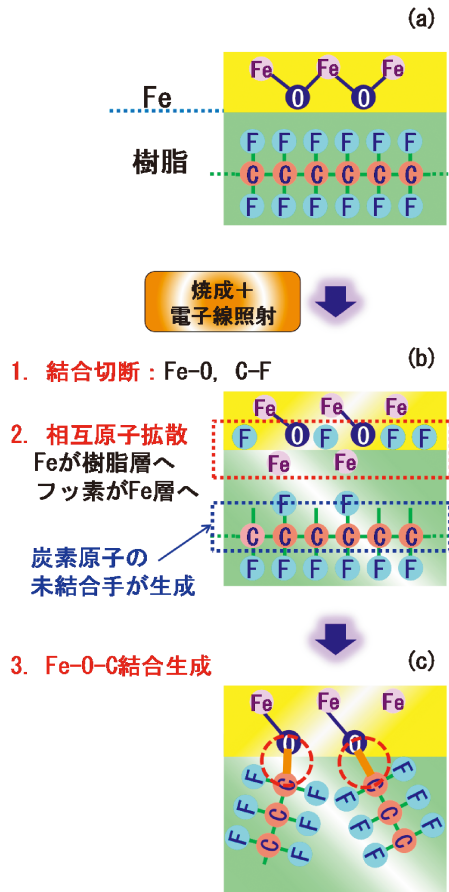 (a)
Fe Fe Fe
Fe
O O
樹脂
F F F F F F
C C C C C C
F F F F F F
焼成＋
電子線照射
(b)
1. 結合切断：Fe-O, C-F
Fe Fe Fe
2. 相互原子拡散
F O F O F F
Feが樹脂層へ
Fe Fe
フッ素がFe層へ
F F
C C C C C C
炭素原子の
未結合手が生成
F F F F F F
(c)
3. Fe-O-C結合生成
Fe Fe Fe
O O
F C F F C F
F C F F C F
F C F F C F